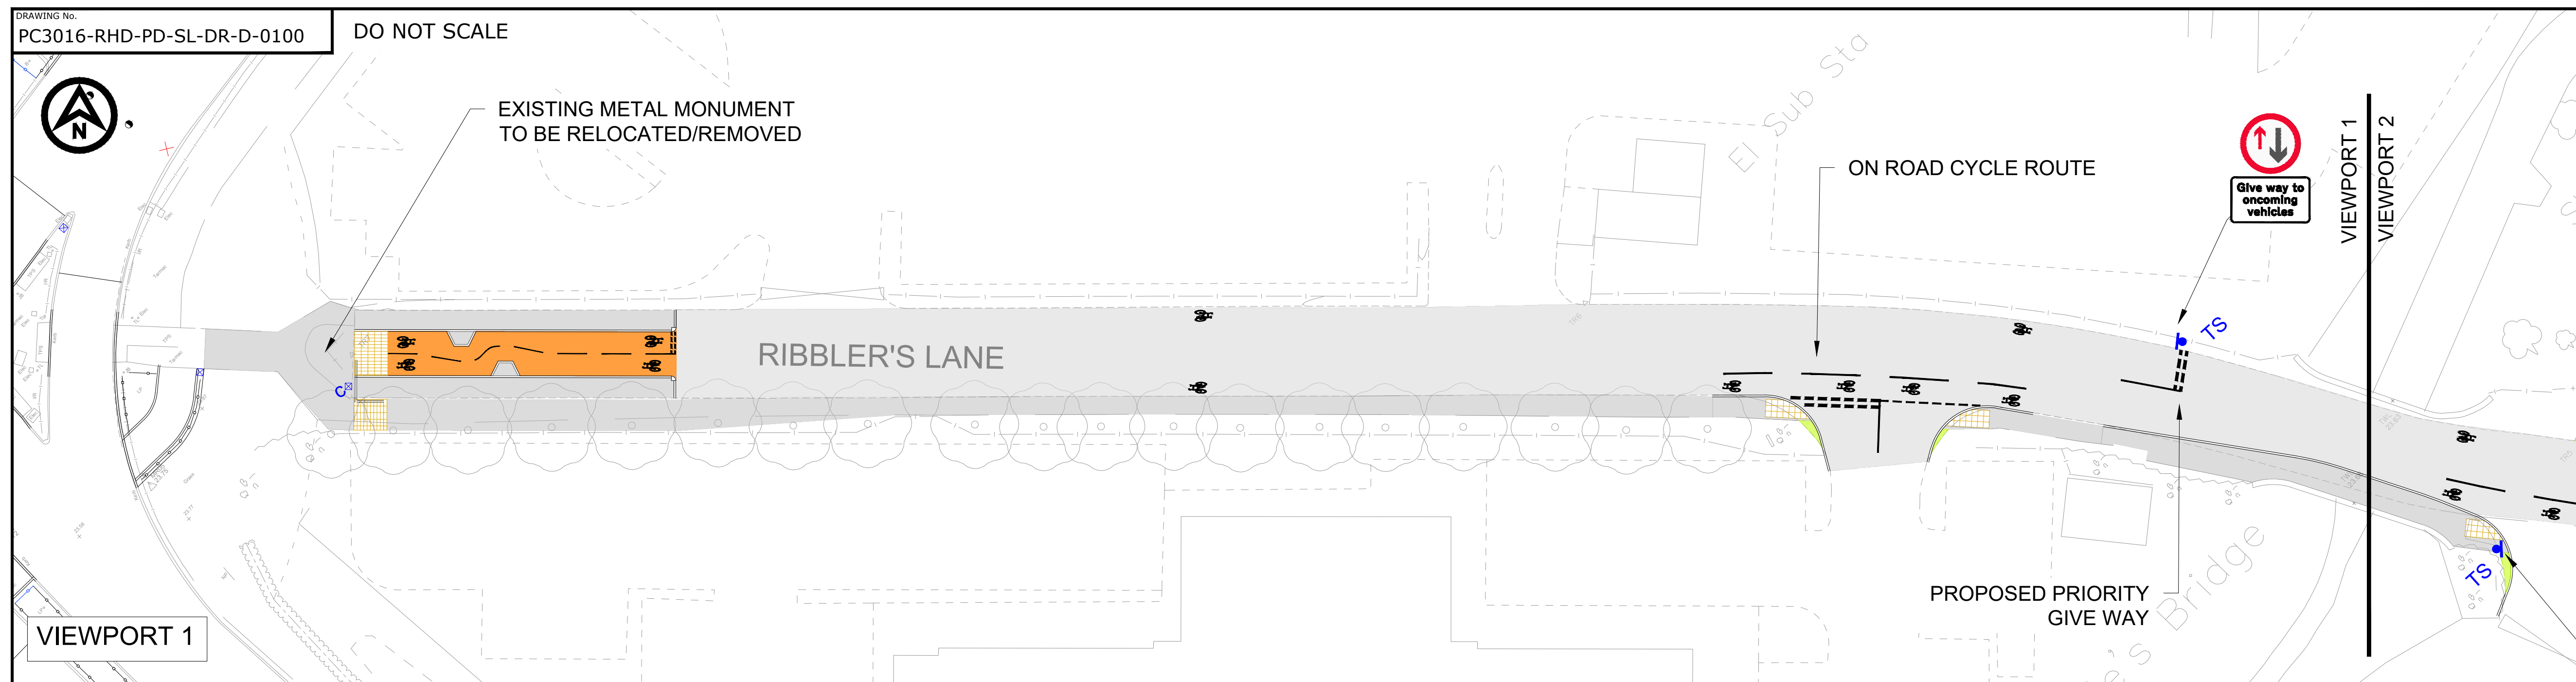 DRAWING No.
PC3016-RHD-PD-SL-DR-D-0100
DO NOT SCALE
N
EXISTING METAL MONUMENT
TO BE RELOCATED/REMOVED
El Sub Sta
ON ROAD CYCLE ROUTE
Give way to
oncoming
vehicles
VIEWPORT 1
VIEWPORT 2
TS
RIBBLER'S LANE
C
TS
PROPOSED PRIORITY
GIVE WAY
Bridge
VIEWPORT 1